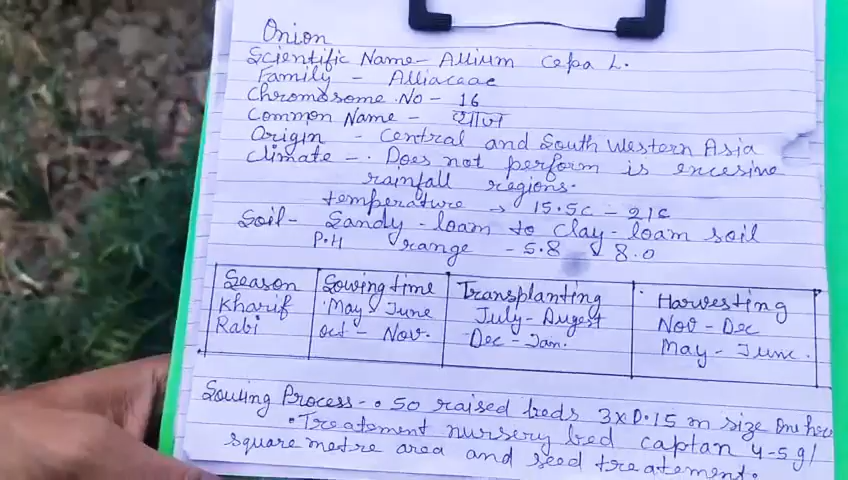 Onion
Scientific Name - Allium Cepa L.
Family - Alliaceae
Chromosome No - 16
Common Name - प्याज
Origin - Central and South Western Asia
Climate - . Does not perform is excesive
rainfall regions.
temperature → 15.5c - 21c
Soil - Sandy-loam to clay-loam soil
P.H range - 5.8 8.0
Season Sowing time Transplanting Harvesting
Kharif May - June July - Augest Nov - Dec
Rabi Oct - Nov. Dec - Jan. May - June.
Sowing Process - • 50 raised beds 3x0.15 m size One
• Treatement nursery bed captan 4-5 g/
square metre area and seed treatement.